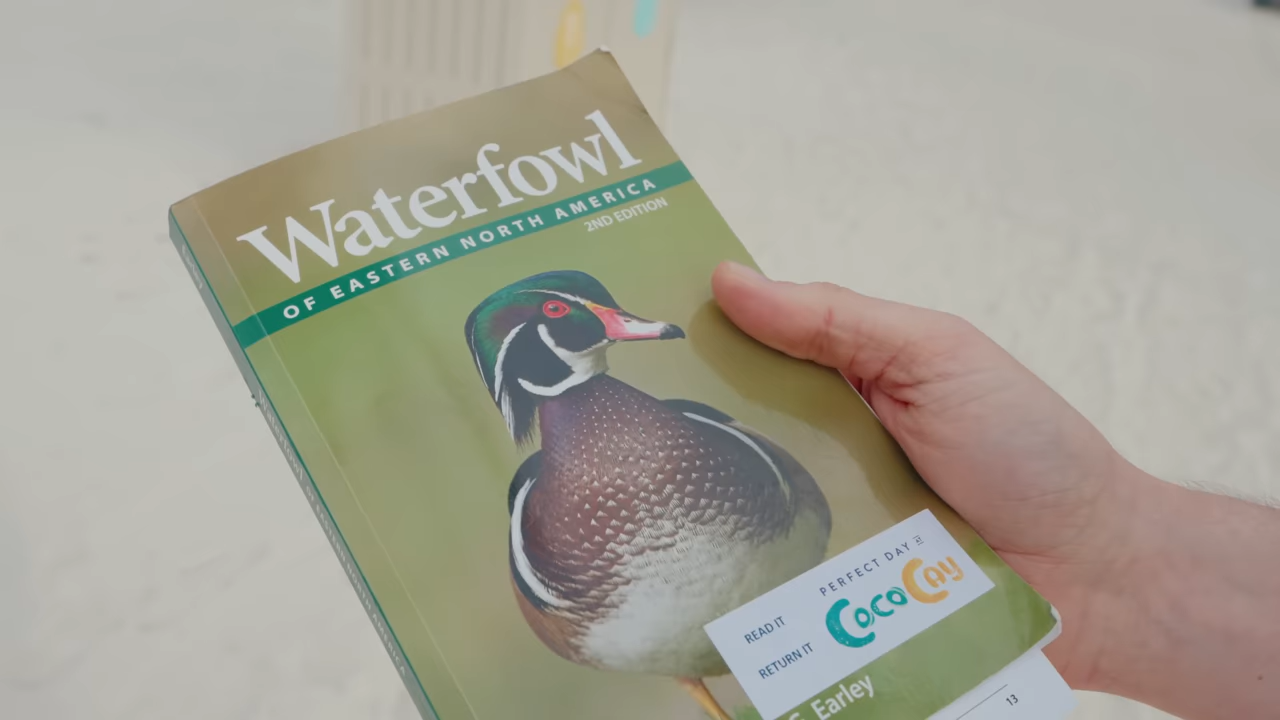 Waterfowl
OF EASTERN NORTH AMERICA
2ND EDITION
PERFECT DAY AT
CocoCay
READ IT
RETURN IT
Earley
13